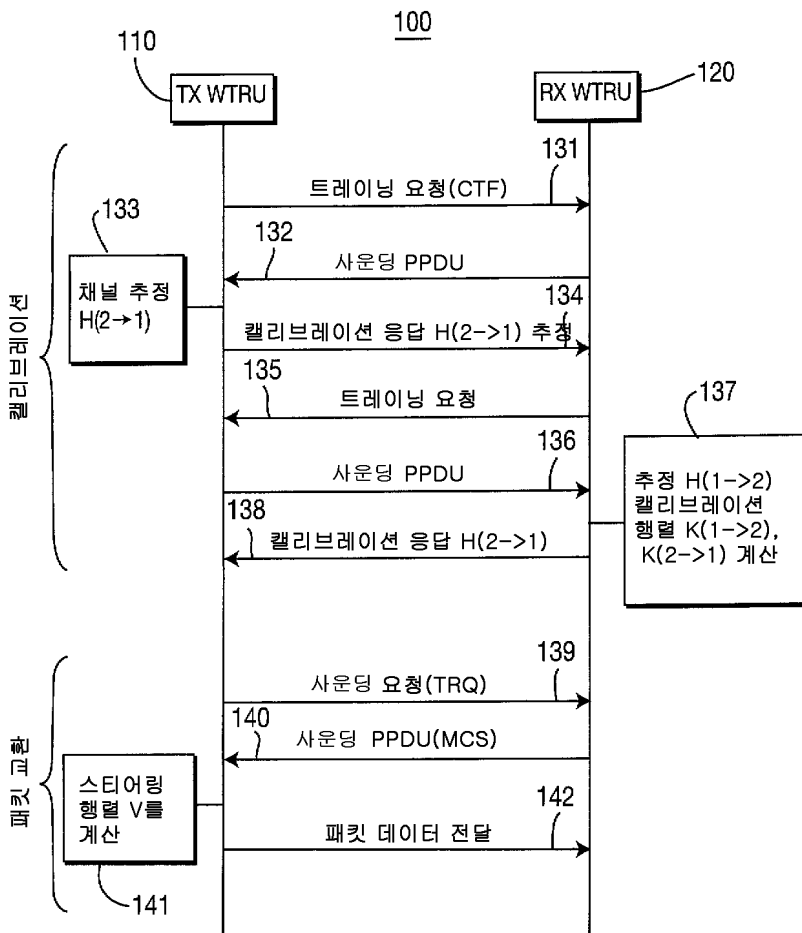 100
110
TX WTRU
120
RX WTRU
131
트레이닝 요청(CTF)
133
132
사운딩 PPDU
채널 추정
H(2→1)
134
캘리브레이션 응답 H(2->1) 추정
135
트레이닝 요청
137
136
사운딩 PPDU
추정 H(1->2)
캘리브레이션
행렬 K(1->2),
K(2->1) 계산
138
캘리브레이션 응답 H(2->1)
캘리브레이션
139
사운딩 요청(TRQ)
140
사운딩 PPDU(MCS)
스티어링
행렬 V를
계산
141
142
패킷 데이터 전달
패킷 교환